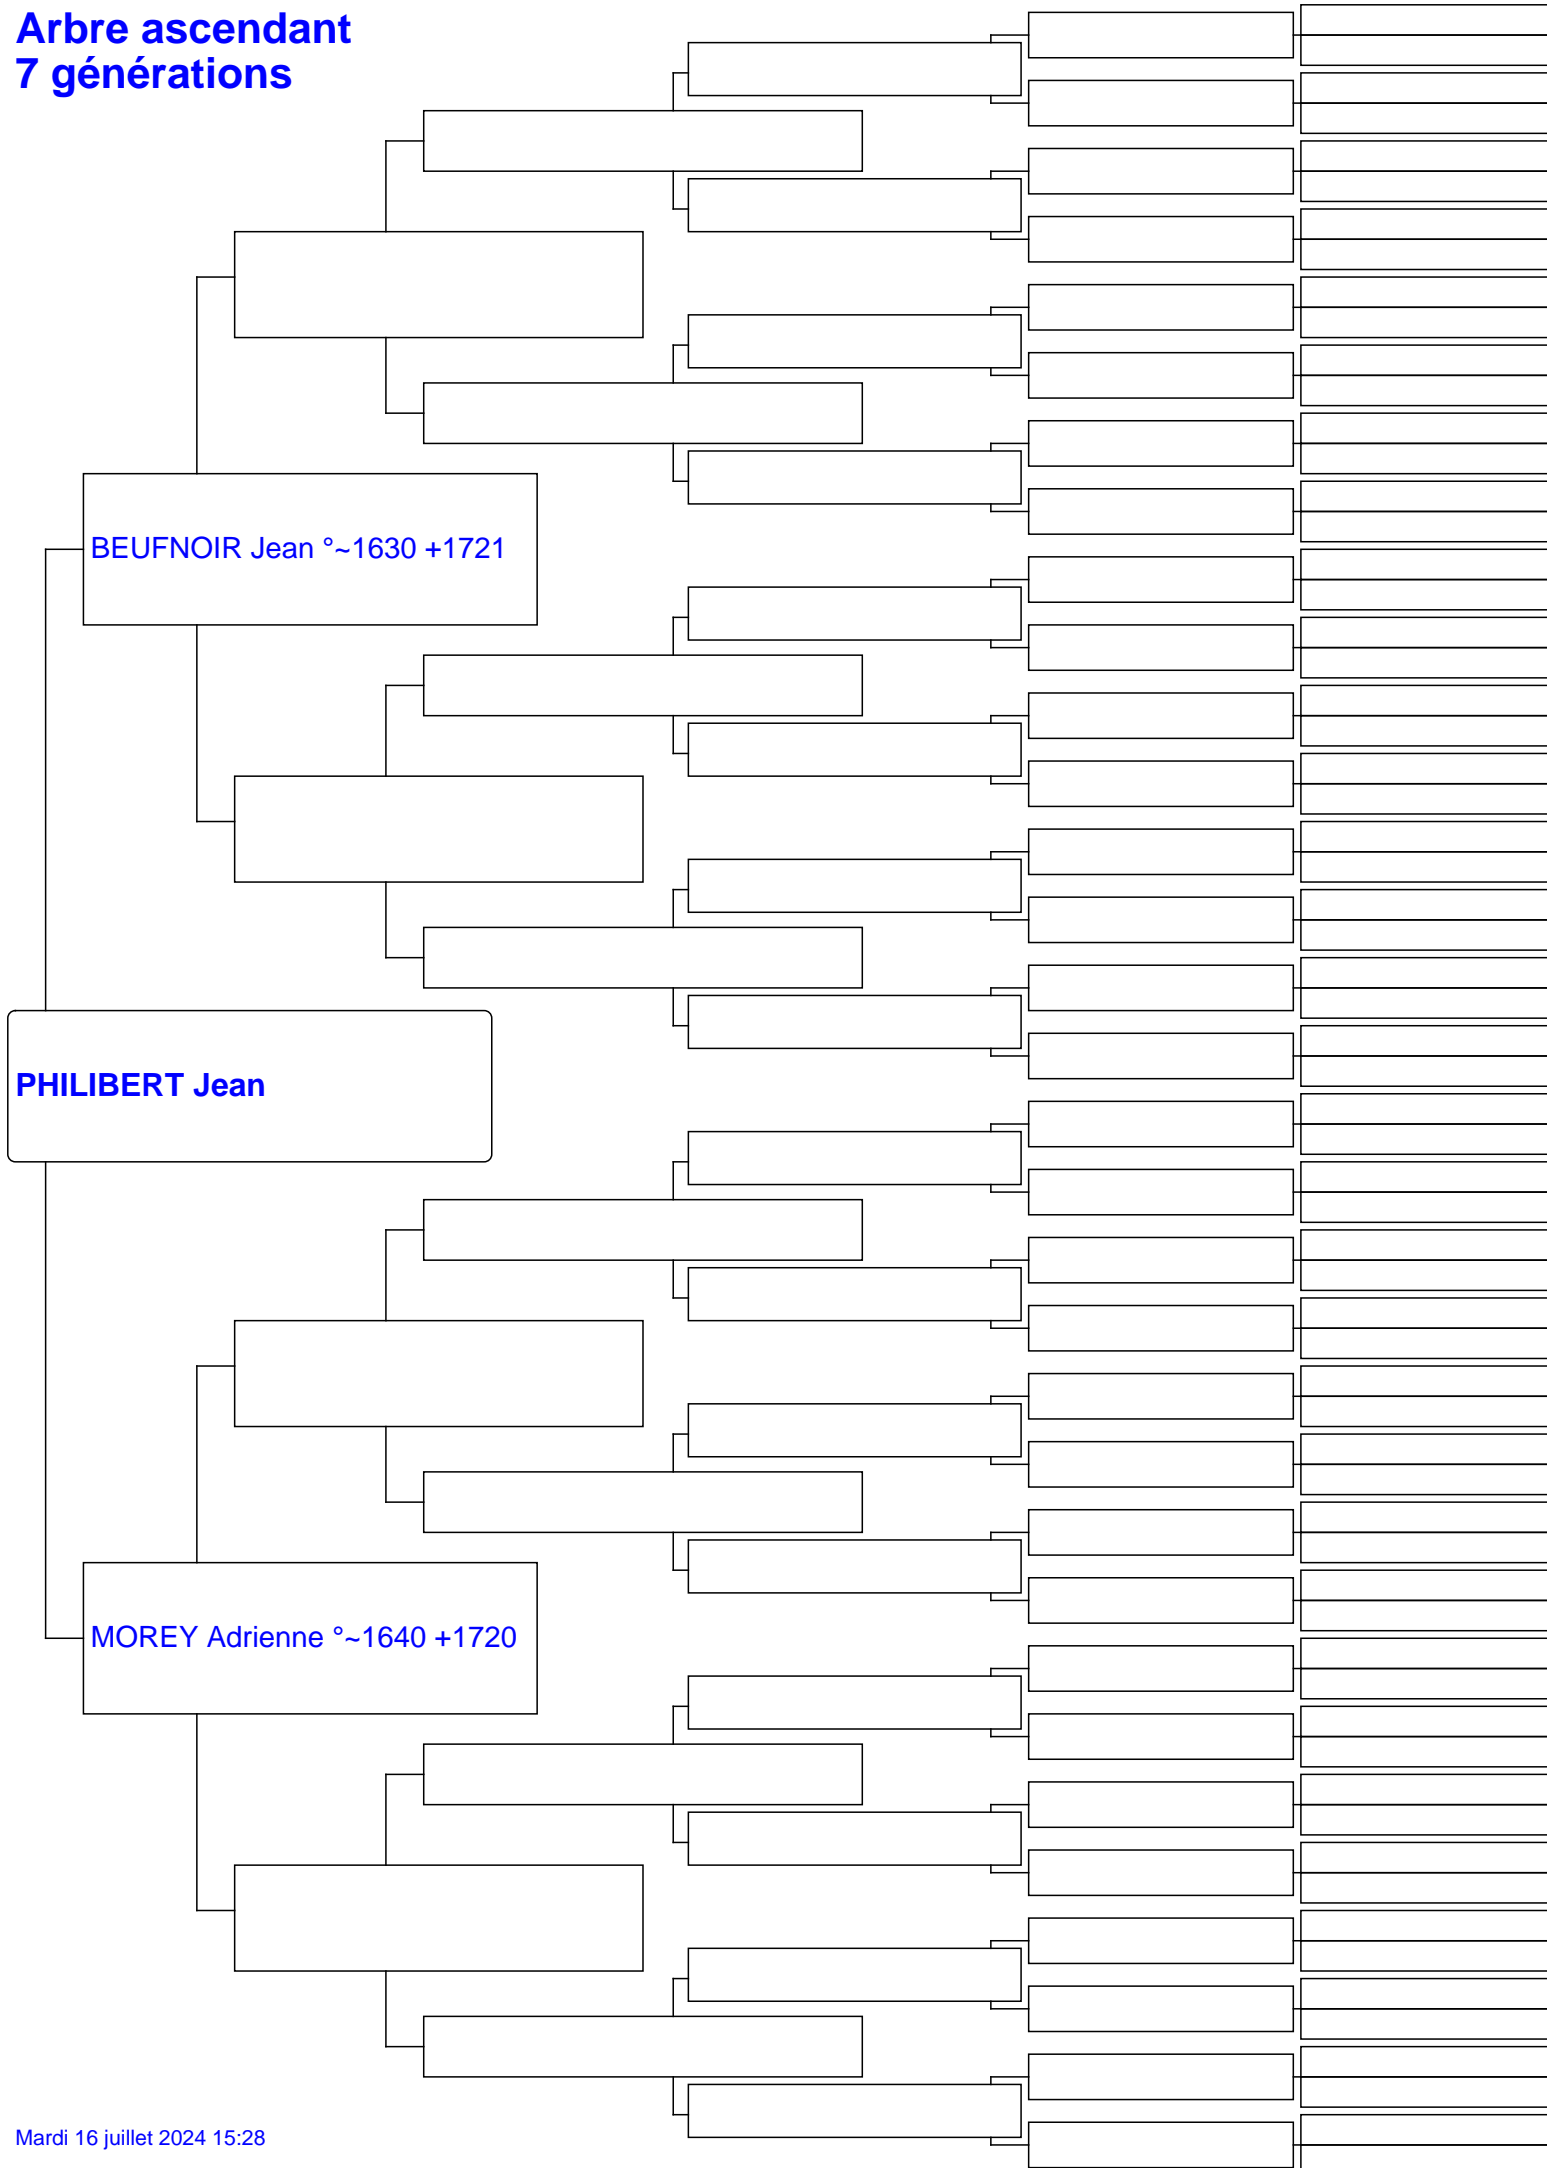 Arbre ascendant
7 générations
BEUFNOIR Jean °~1630 +1721
PHILIBERT Jean
MOREY Adrienne °~1640 +1720
Mardi 16 juillet 2024 15:28